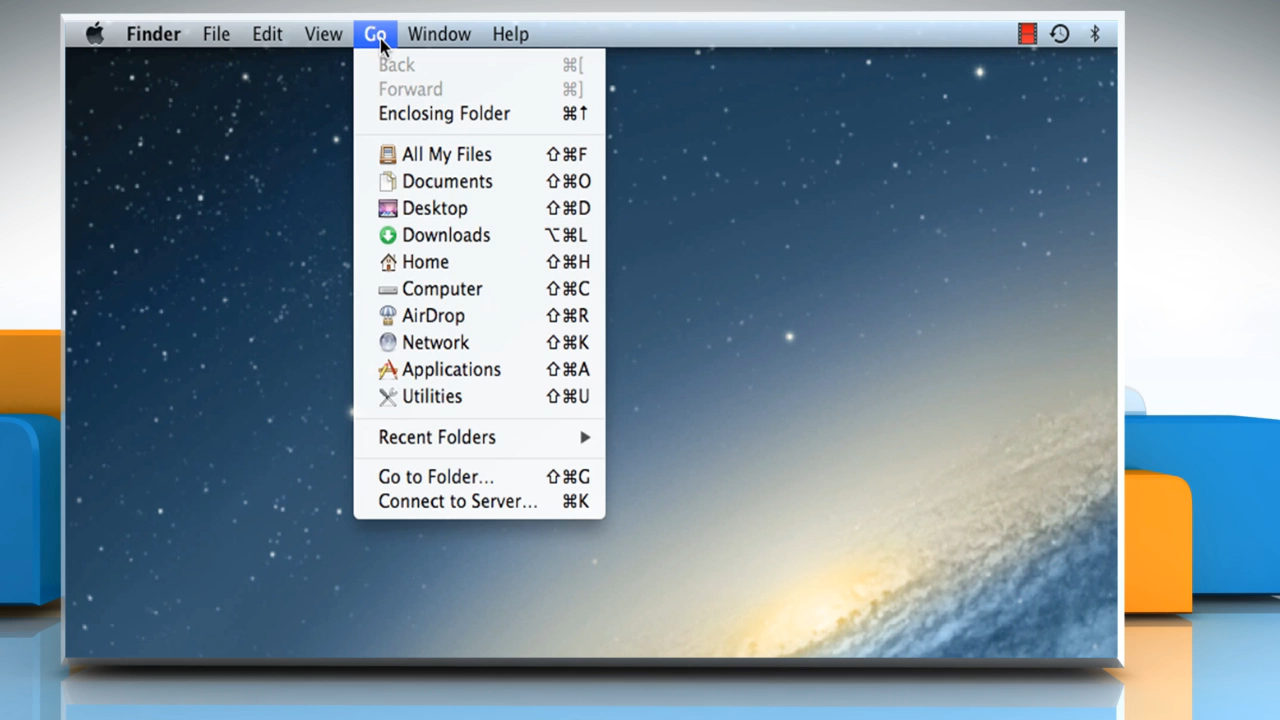 Finder File Edit View Go Window Help
Back ⌘[
Forward ⌘]
Enclosing Folder ⌘↑
All My Files ⇧⌘F
Documents ⇧⌘O
Desktop ⇧⌘D
Downloads ⌥⌘L
Home ⇧⌘H
Computer ⇧⌘C
AirDrop ⇧⌘R
Network ⇧⌘K
Applications ⇧⌘A
Utilities ⇧⌘U
Recent Folders ▶
Go to Folder... ⇧⌘G
Connect to Server... ⌘K